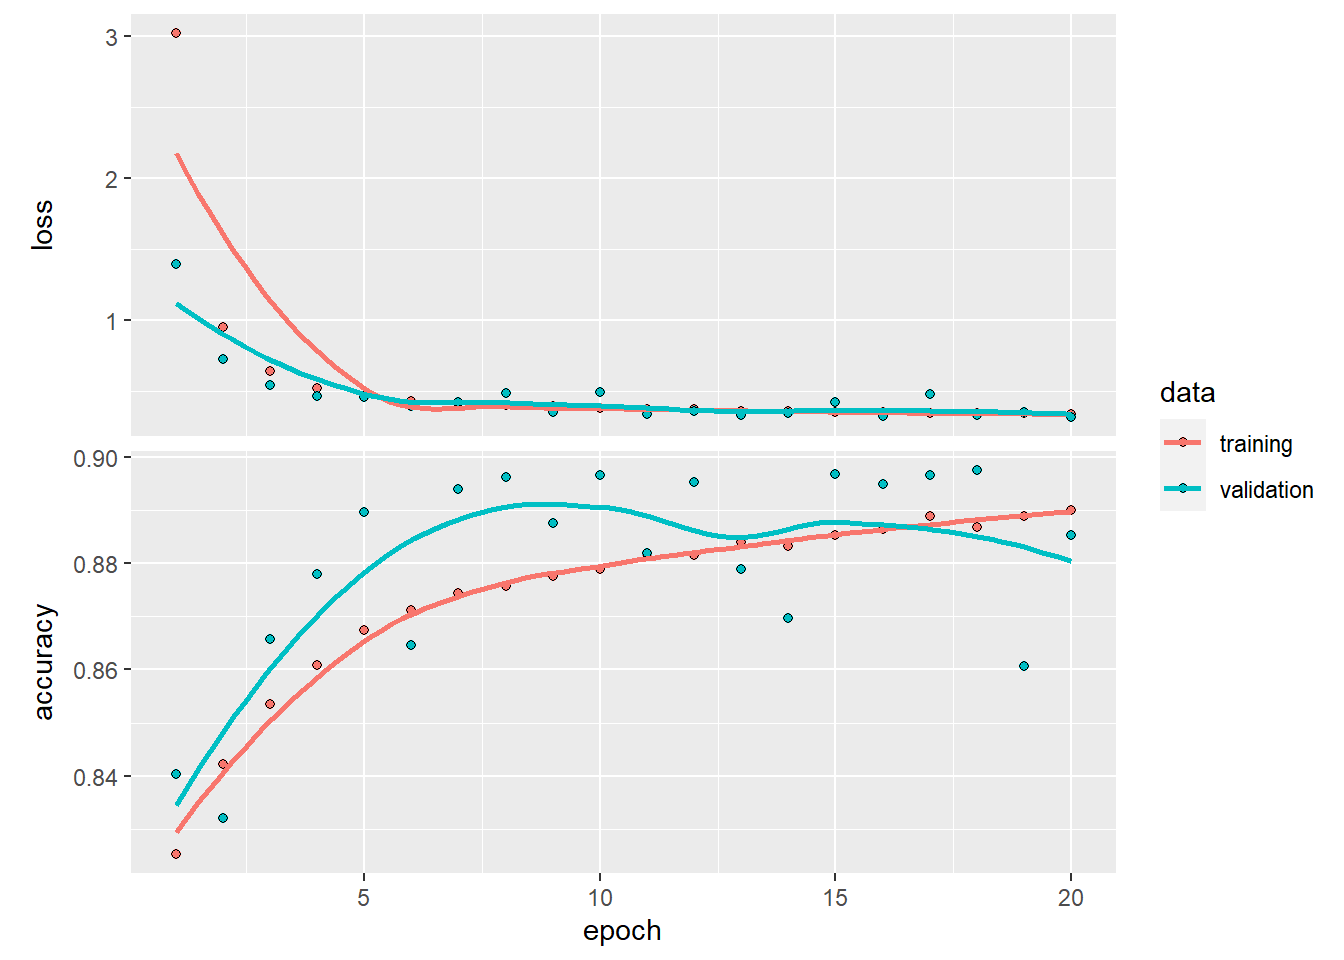 3
2
1
loss
0.90
0.88
0.86
0.84
accuracy
5 10 15 20
epoch
data
training
validation